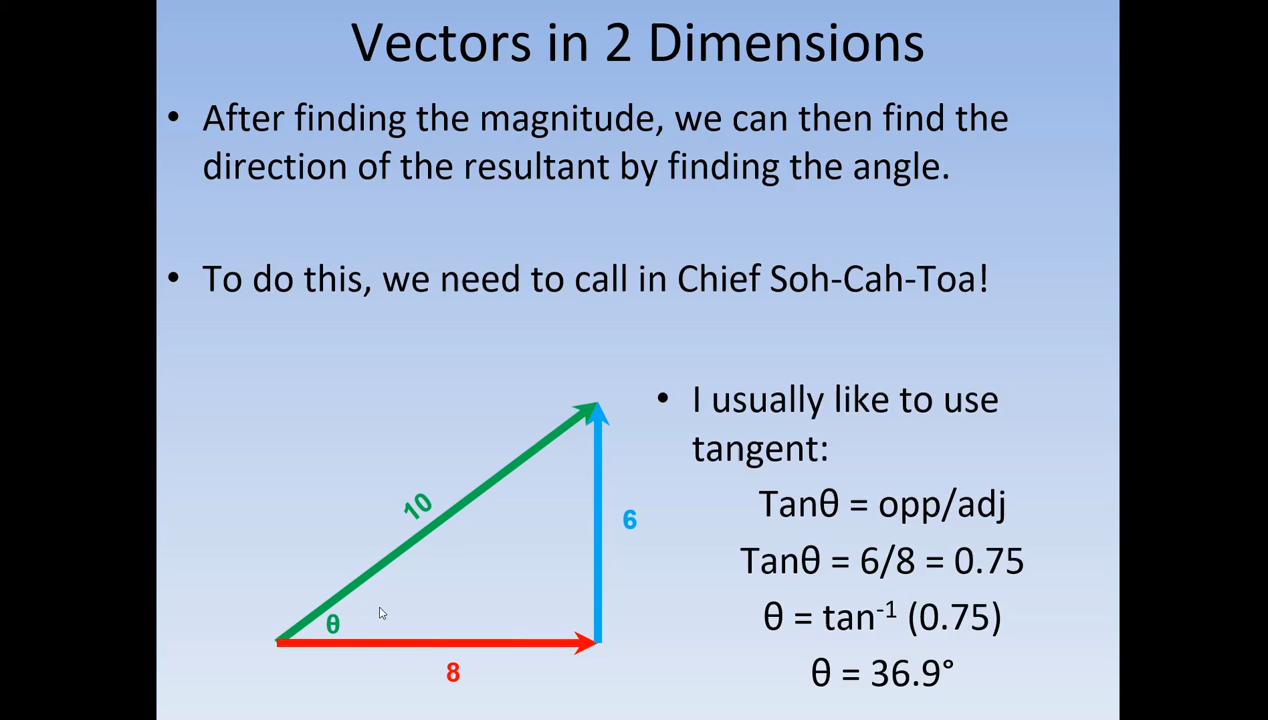 Vectors in 2 Dimensions
• After finding the magnitude, we can then find the
direction of the resultant by finding the angle.
• To do this, we need to call in Chief Soh-Cah-Toa!
• I usually like to use
tangent:
Tanθ = opp/adj
Tanθ = 6/8 = 0.75
θ = tan⁻¹ (0.75)
θ = 36.9°
10
6
θ
8